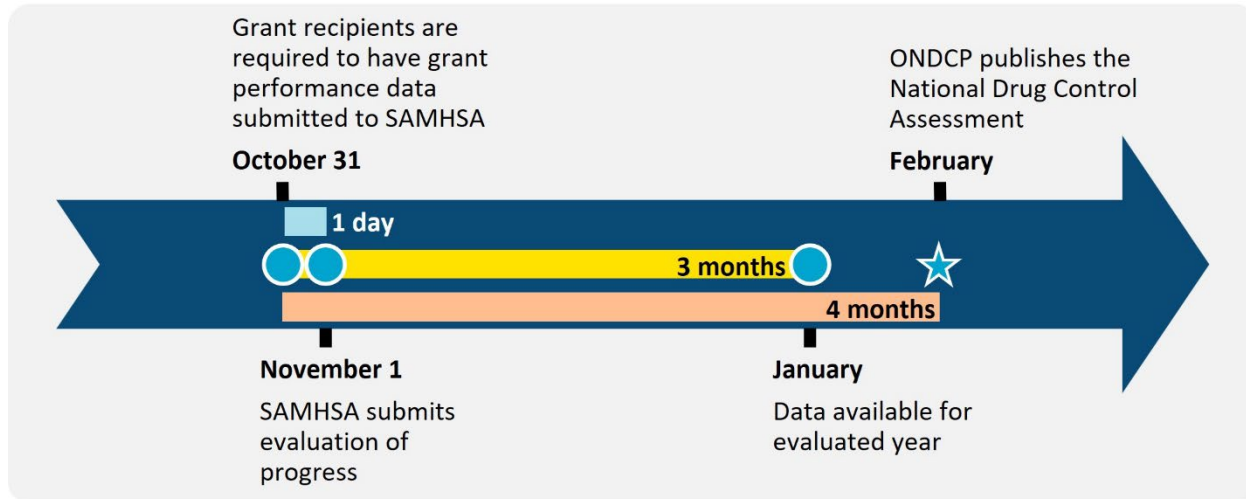 Grant recipients are
required to have grant
performance data
submitted to SAMHSA
October 31
ONDCP publishes the
National Drug Control
Assessment
February
1 day
3 months
4 months
November 1
SAMHSA submits
evaluation of
progress
January
Data available for
evaluated year